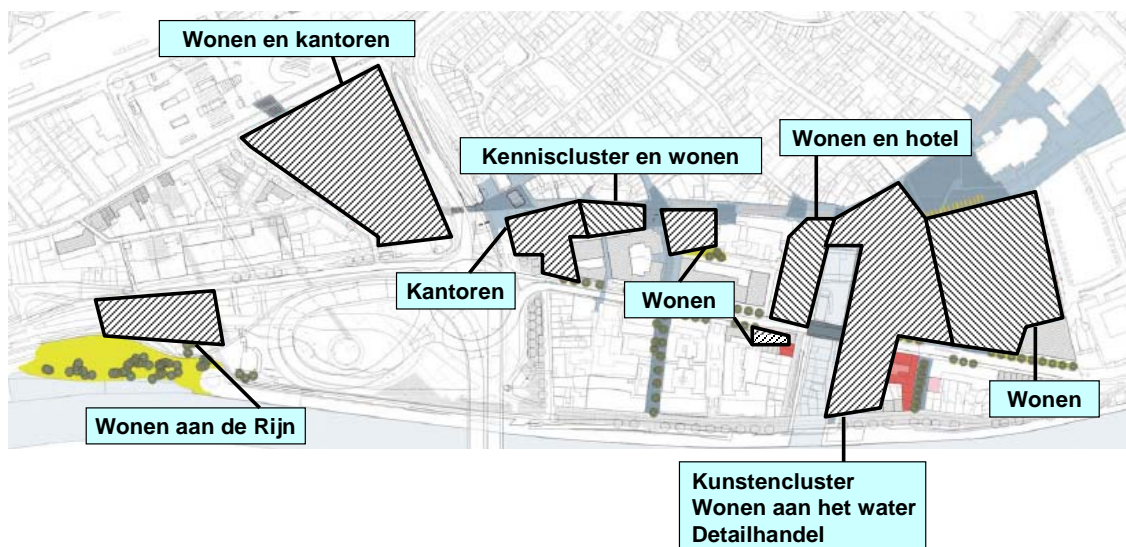 Wonen en kantoren
Kenniscluster en wonen
Wonen en hotel
Kantoren
Wonen
Wonen
Wonen aan de Rijn
Kunstencluster
Wonen aan het water
Detailhandel